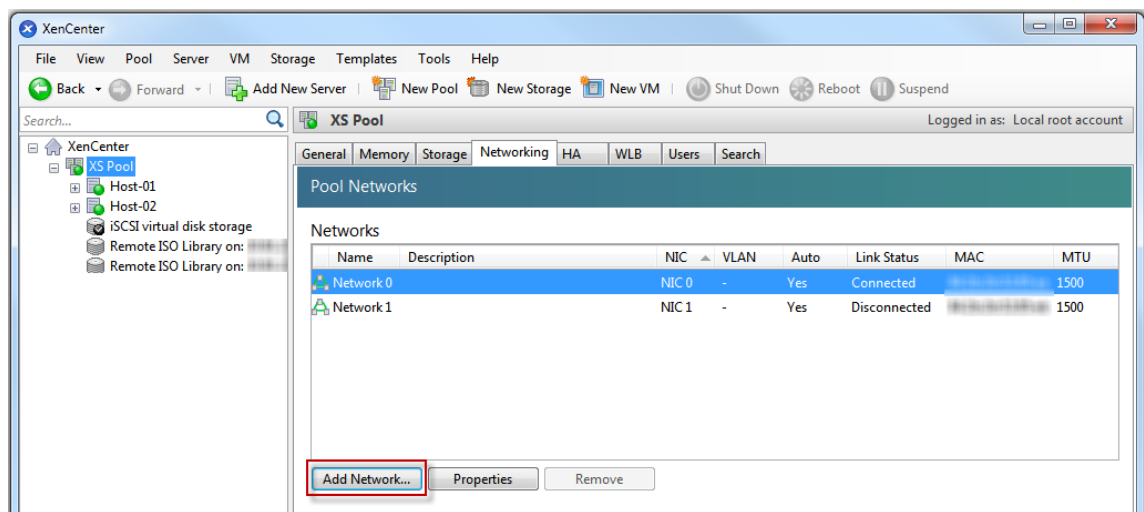 XenCenter
File View Pool Server VM Storage Templates Tools Help
Back Forward Add New Server New Pool New Storage New VM Shut Down Reboot Suspend
Search...
XS Pool Logged in as: Local root account
XenCenter
XS Pool
Host-01
Host-02
iSCSI virtual disk storage
Remote ISO Library on:
Remote ISO Library on:
General Memory Storage Networking HA WLB Users Search
Pool Networks
Networks
Name Description NIC VLAN Auto Link Status MAC MTU
Network 0 NIC 0 - Yes Connected 1500
Network 1 NIC 1 - Yes Disconnected 1500
Add Network... Properties Remove